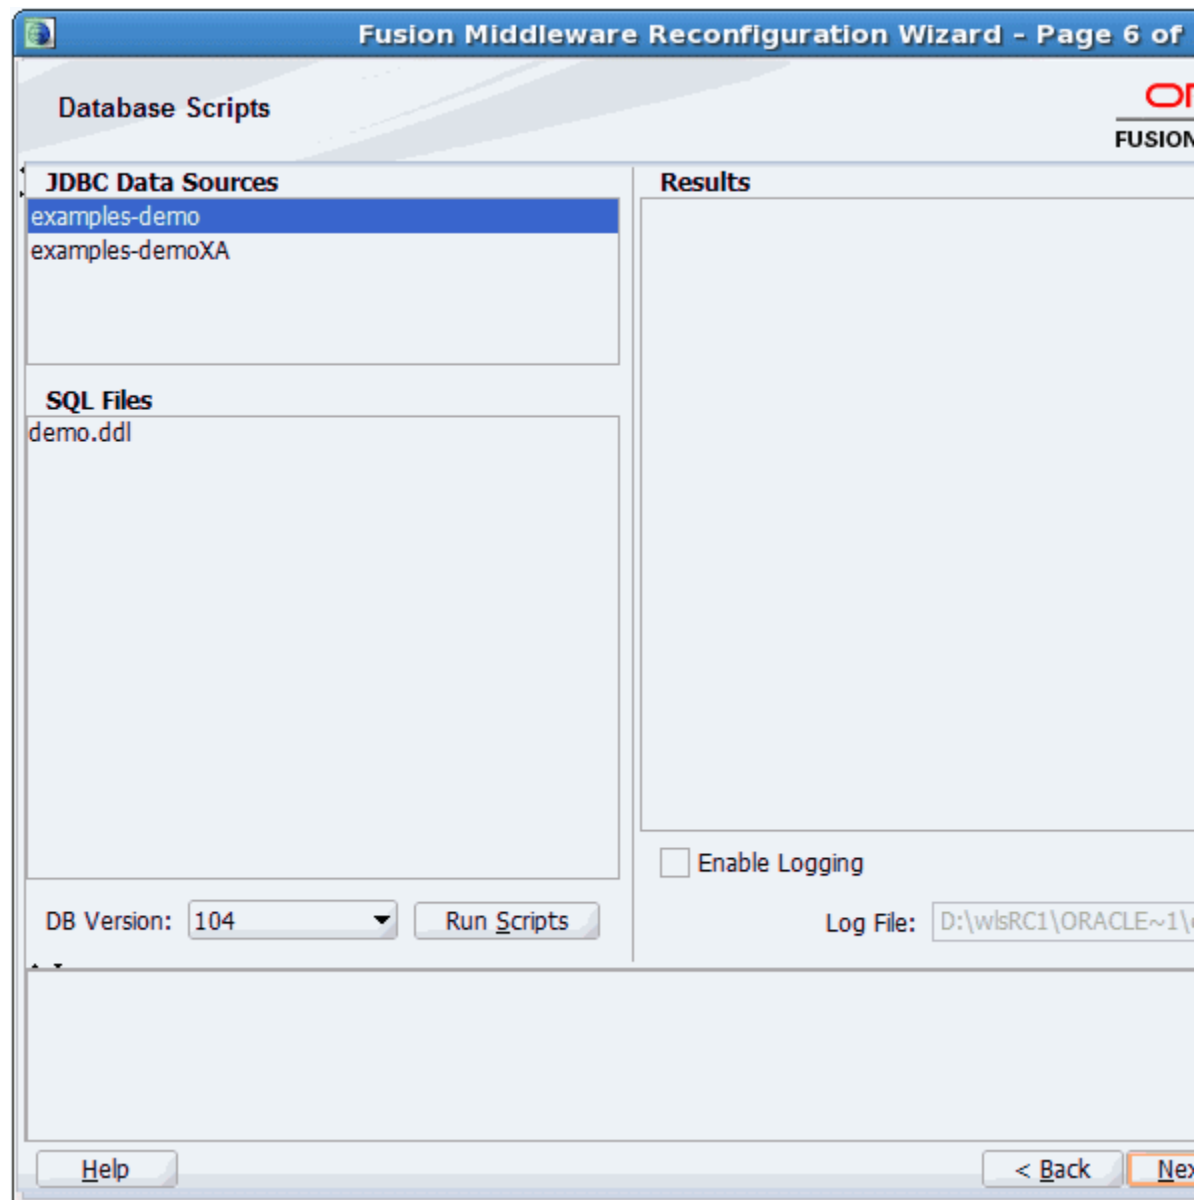 Fusion Middleware Reconfiguration Wizard - Page 6 of
Database Scripts
FUSION
JDBC Data Sources
examples-demo
examples-demoXA
SQL Files
demo.ddl
DB Version: 104 Run Scripts
Results
Enable Logging
Log File: D:\wlsRC1\ORACLE~1\
Help < Back Nex